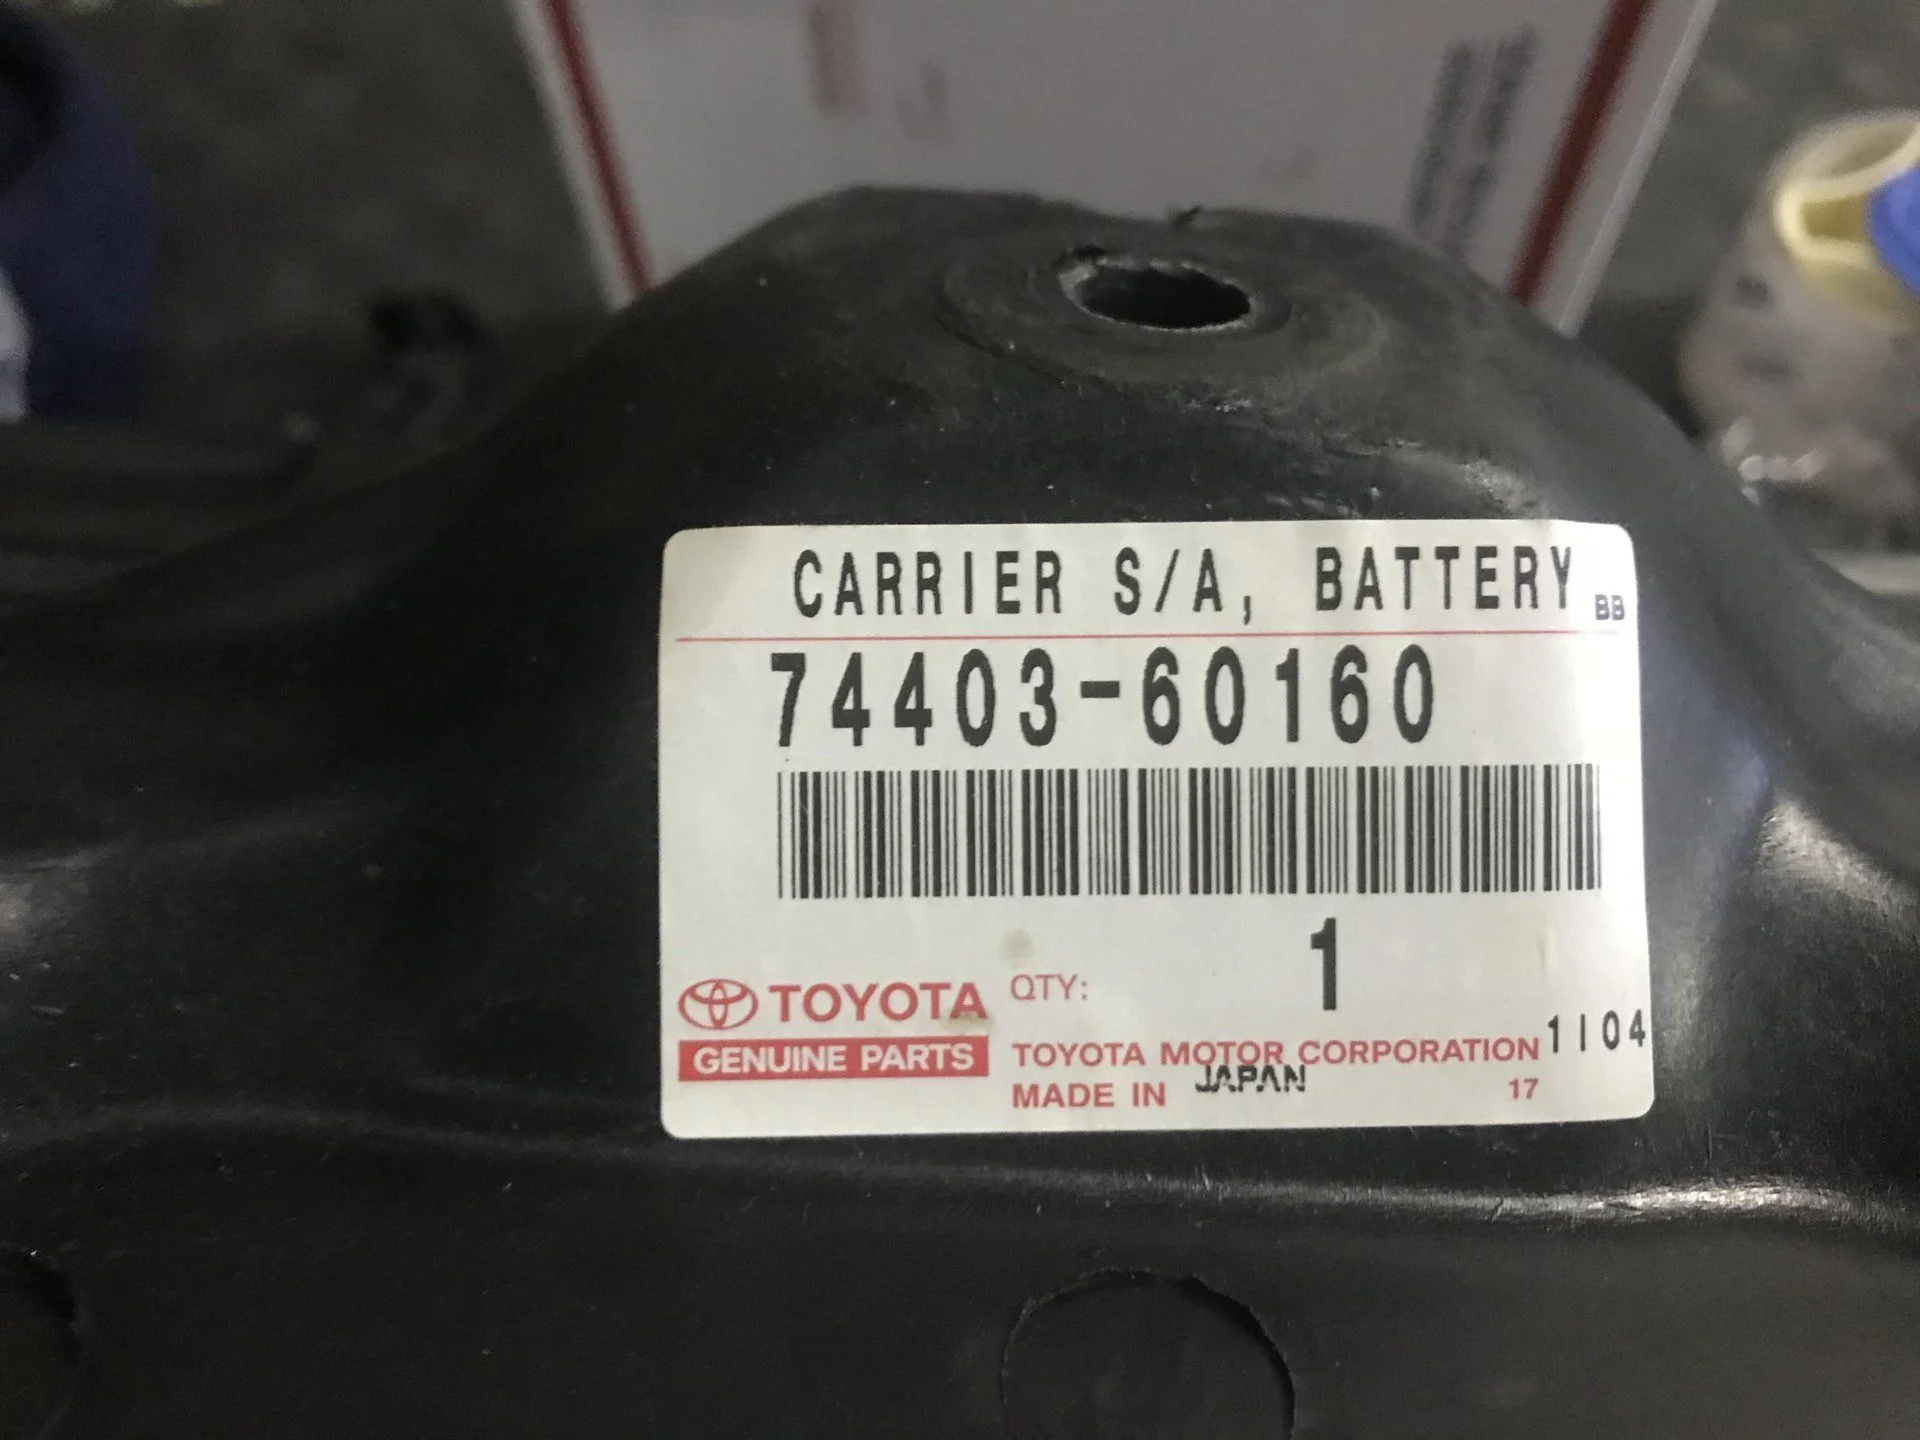 CARRIER S/A, BATTERY BB
74403-60160
1
TOYOTA QTY:
GENUINE PARTS
TOYOTA MOTOR CORPORATION 1104
MADE IN JAPAN 17